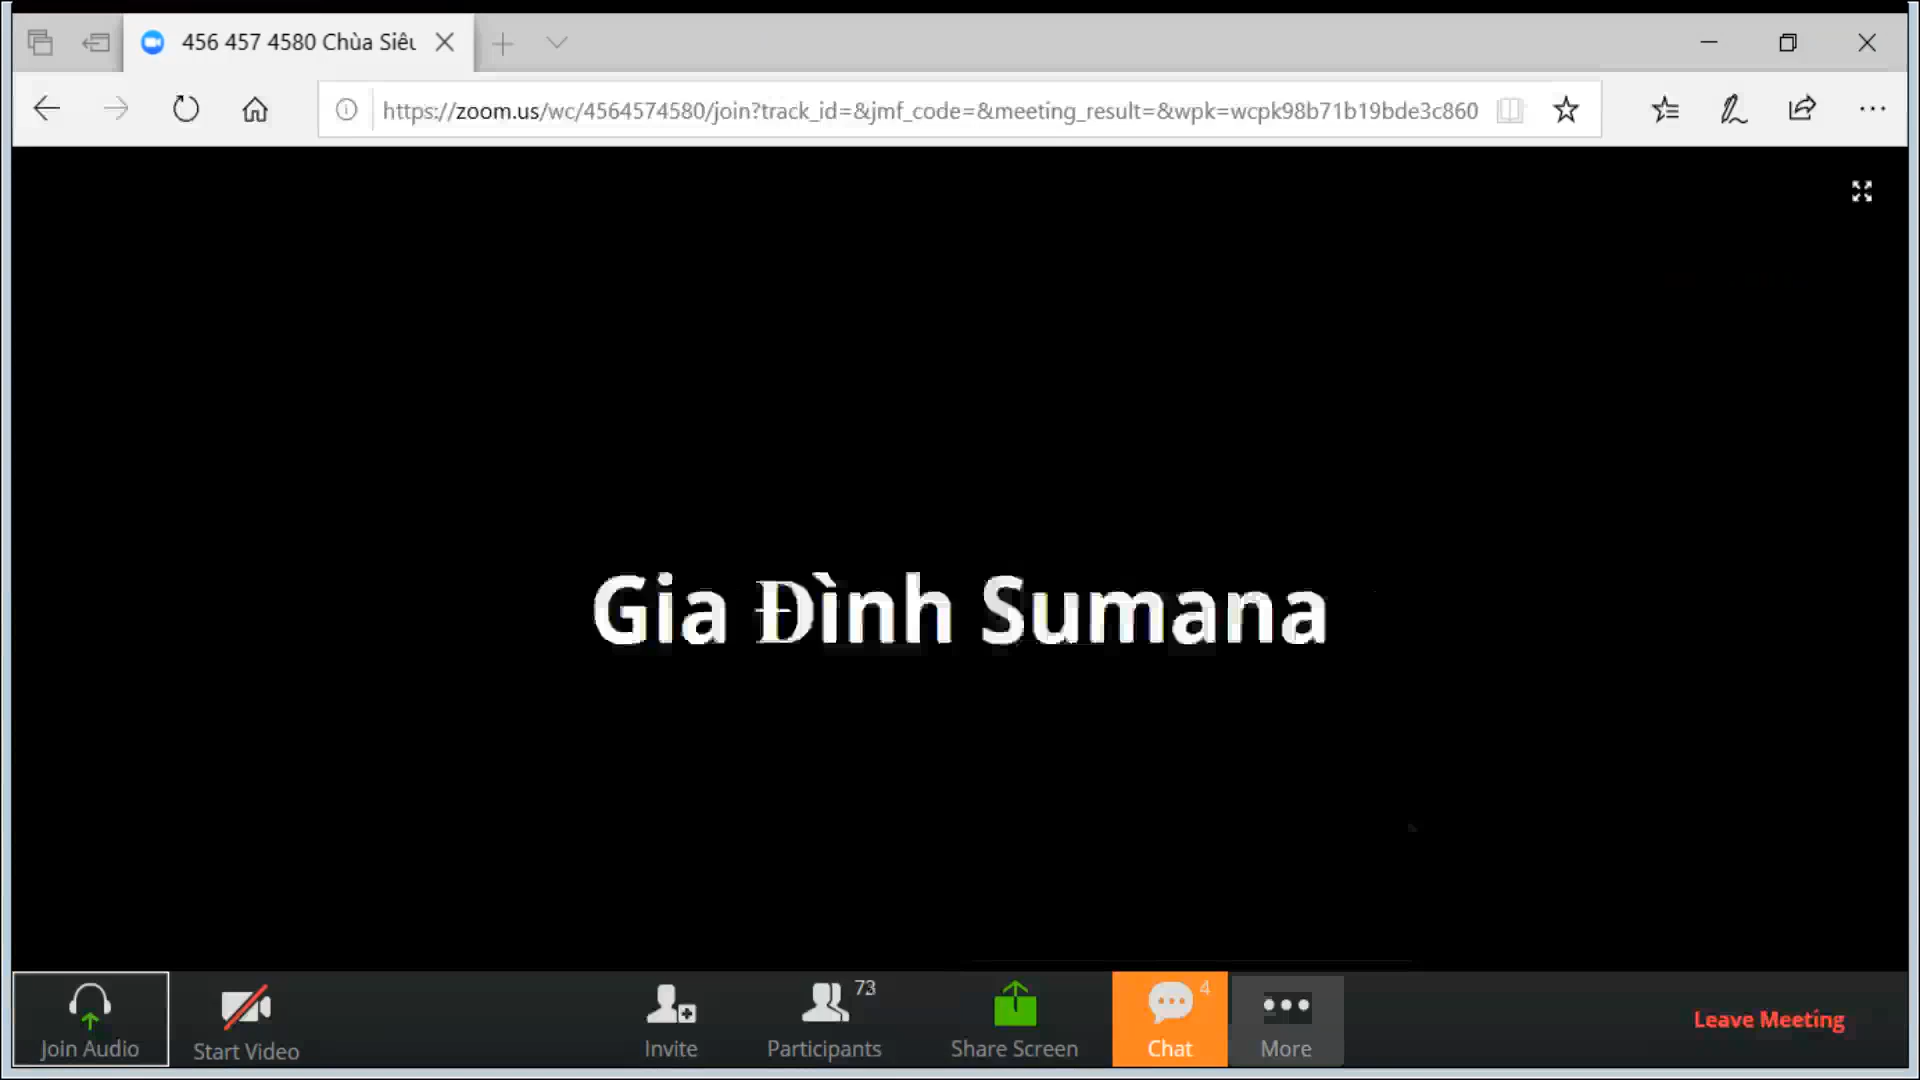 456 457 4580 Chùa Siêu
https://zoom.us/wc/4564574580/join?track_id=&jmf_code=&meeting_result=&wpk=wcpk98b71b19bde3c860
Gia Đình Sumana
73
4
Join Audio
Start Video
Invite
Participants
Share Screen
Chat
More
Leave Meeting